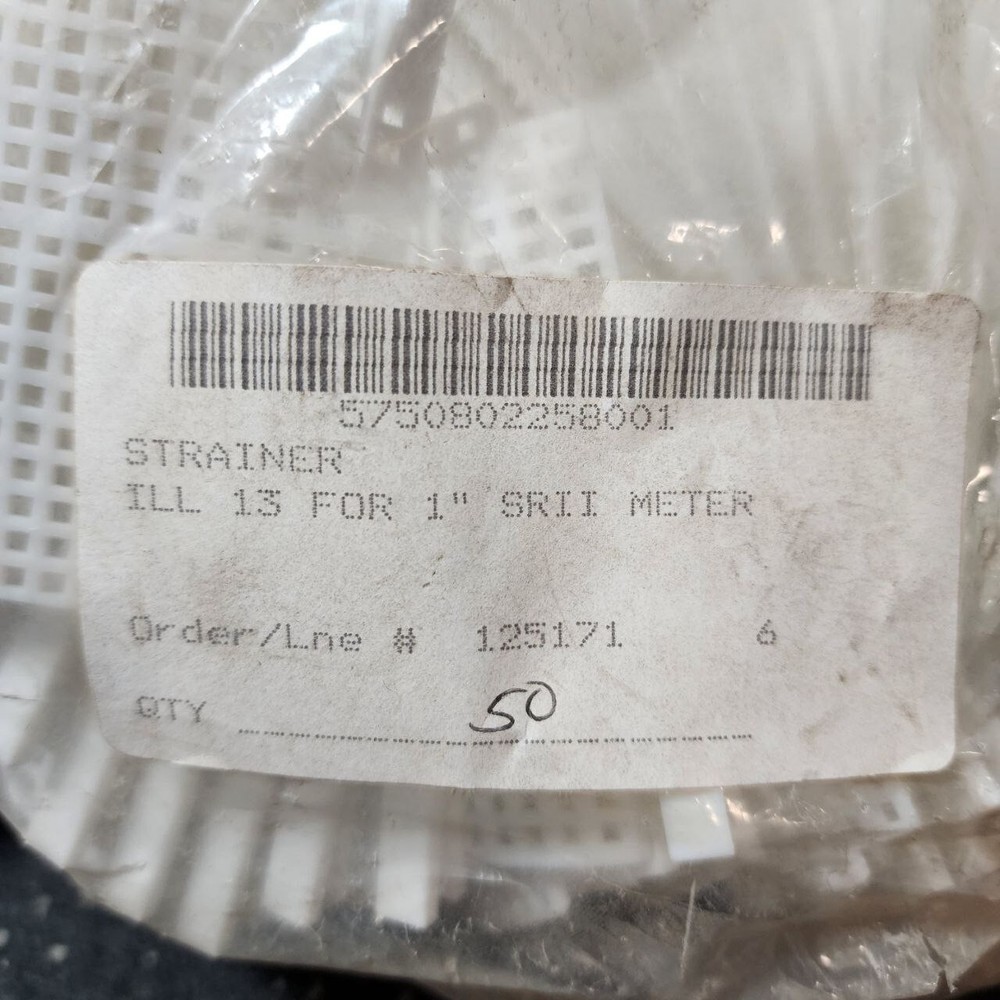 5750802258001
STRAINER
ILL 13 FOR 1" SRII METER
Order/Lne # 125171 6
QTY 50